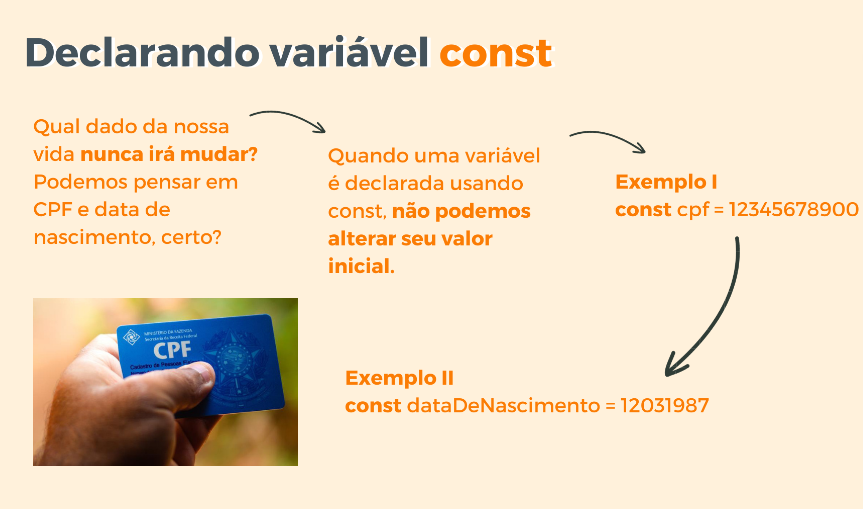 Declarando variável const
Qual dado da nossa
vida nunca irá mudar?
Podemos pensar em
CPF e data de
nascimento, certo?
Quando uma variável
é declarada usando
const, não podemos
alterar seu valor
inicial.
Exemplo I
const cpf = 12345678900
MINISTÉRIO DA FAZENDA
Secretaria da Receita Federal
CPF
Cadastro de Pessoas
Exemplo II
const dataDeNascimento = 12031987